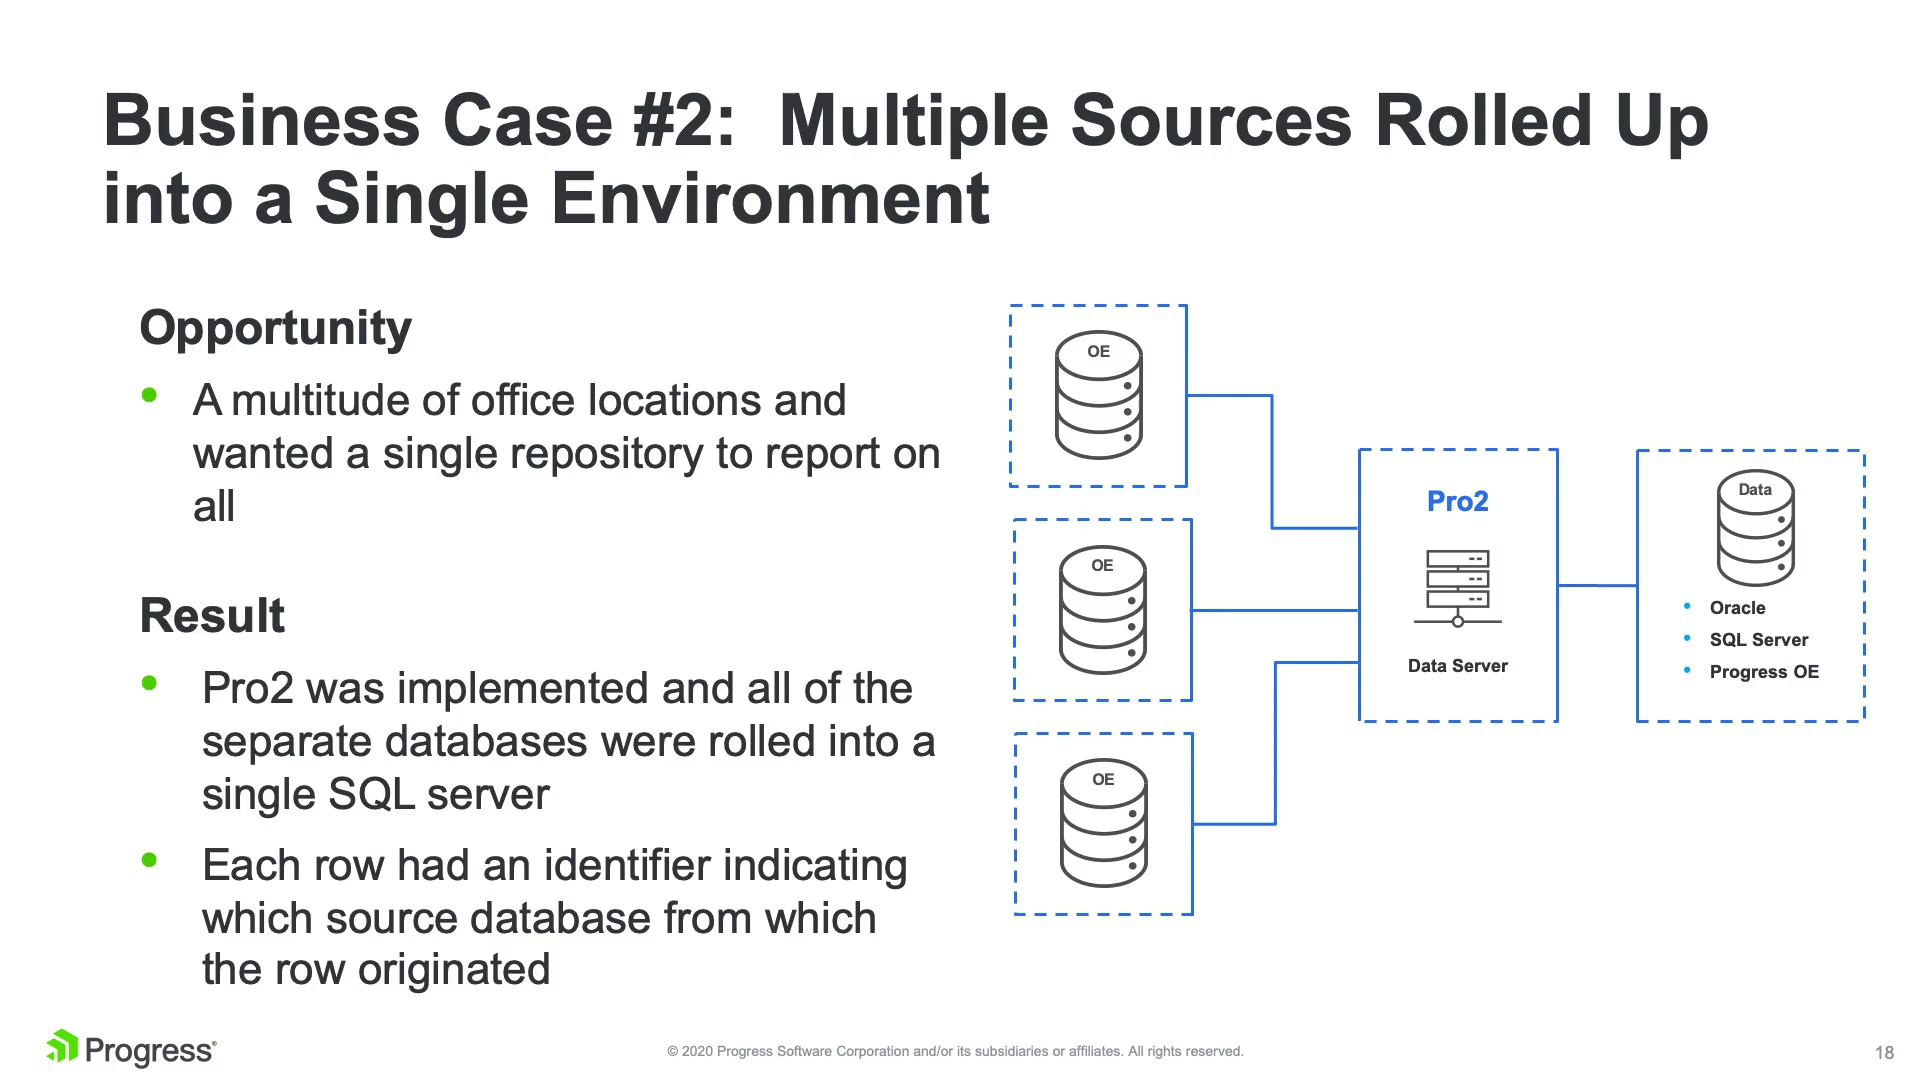 Business Case #2:  Multiple Sources Rolled Up
into a Single Environment
Opportunity
• A multitude of office locations and
wanted a single repository to report on
all
Result
• Pro2 was implemented and all of the
separate databases were rolled into a
single SQL server
• Each row had an identifier indicating
which source database from which
the row originated
OE
OE
OE
Pro2
Data Server
Data
• Oracle
• SQL Server
• Progress OE
Progress®
© 2020 Progress Software Corporation and/or its subsidiaries or affiliates. All rights reserved.
18